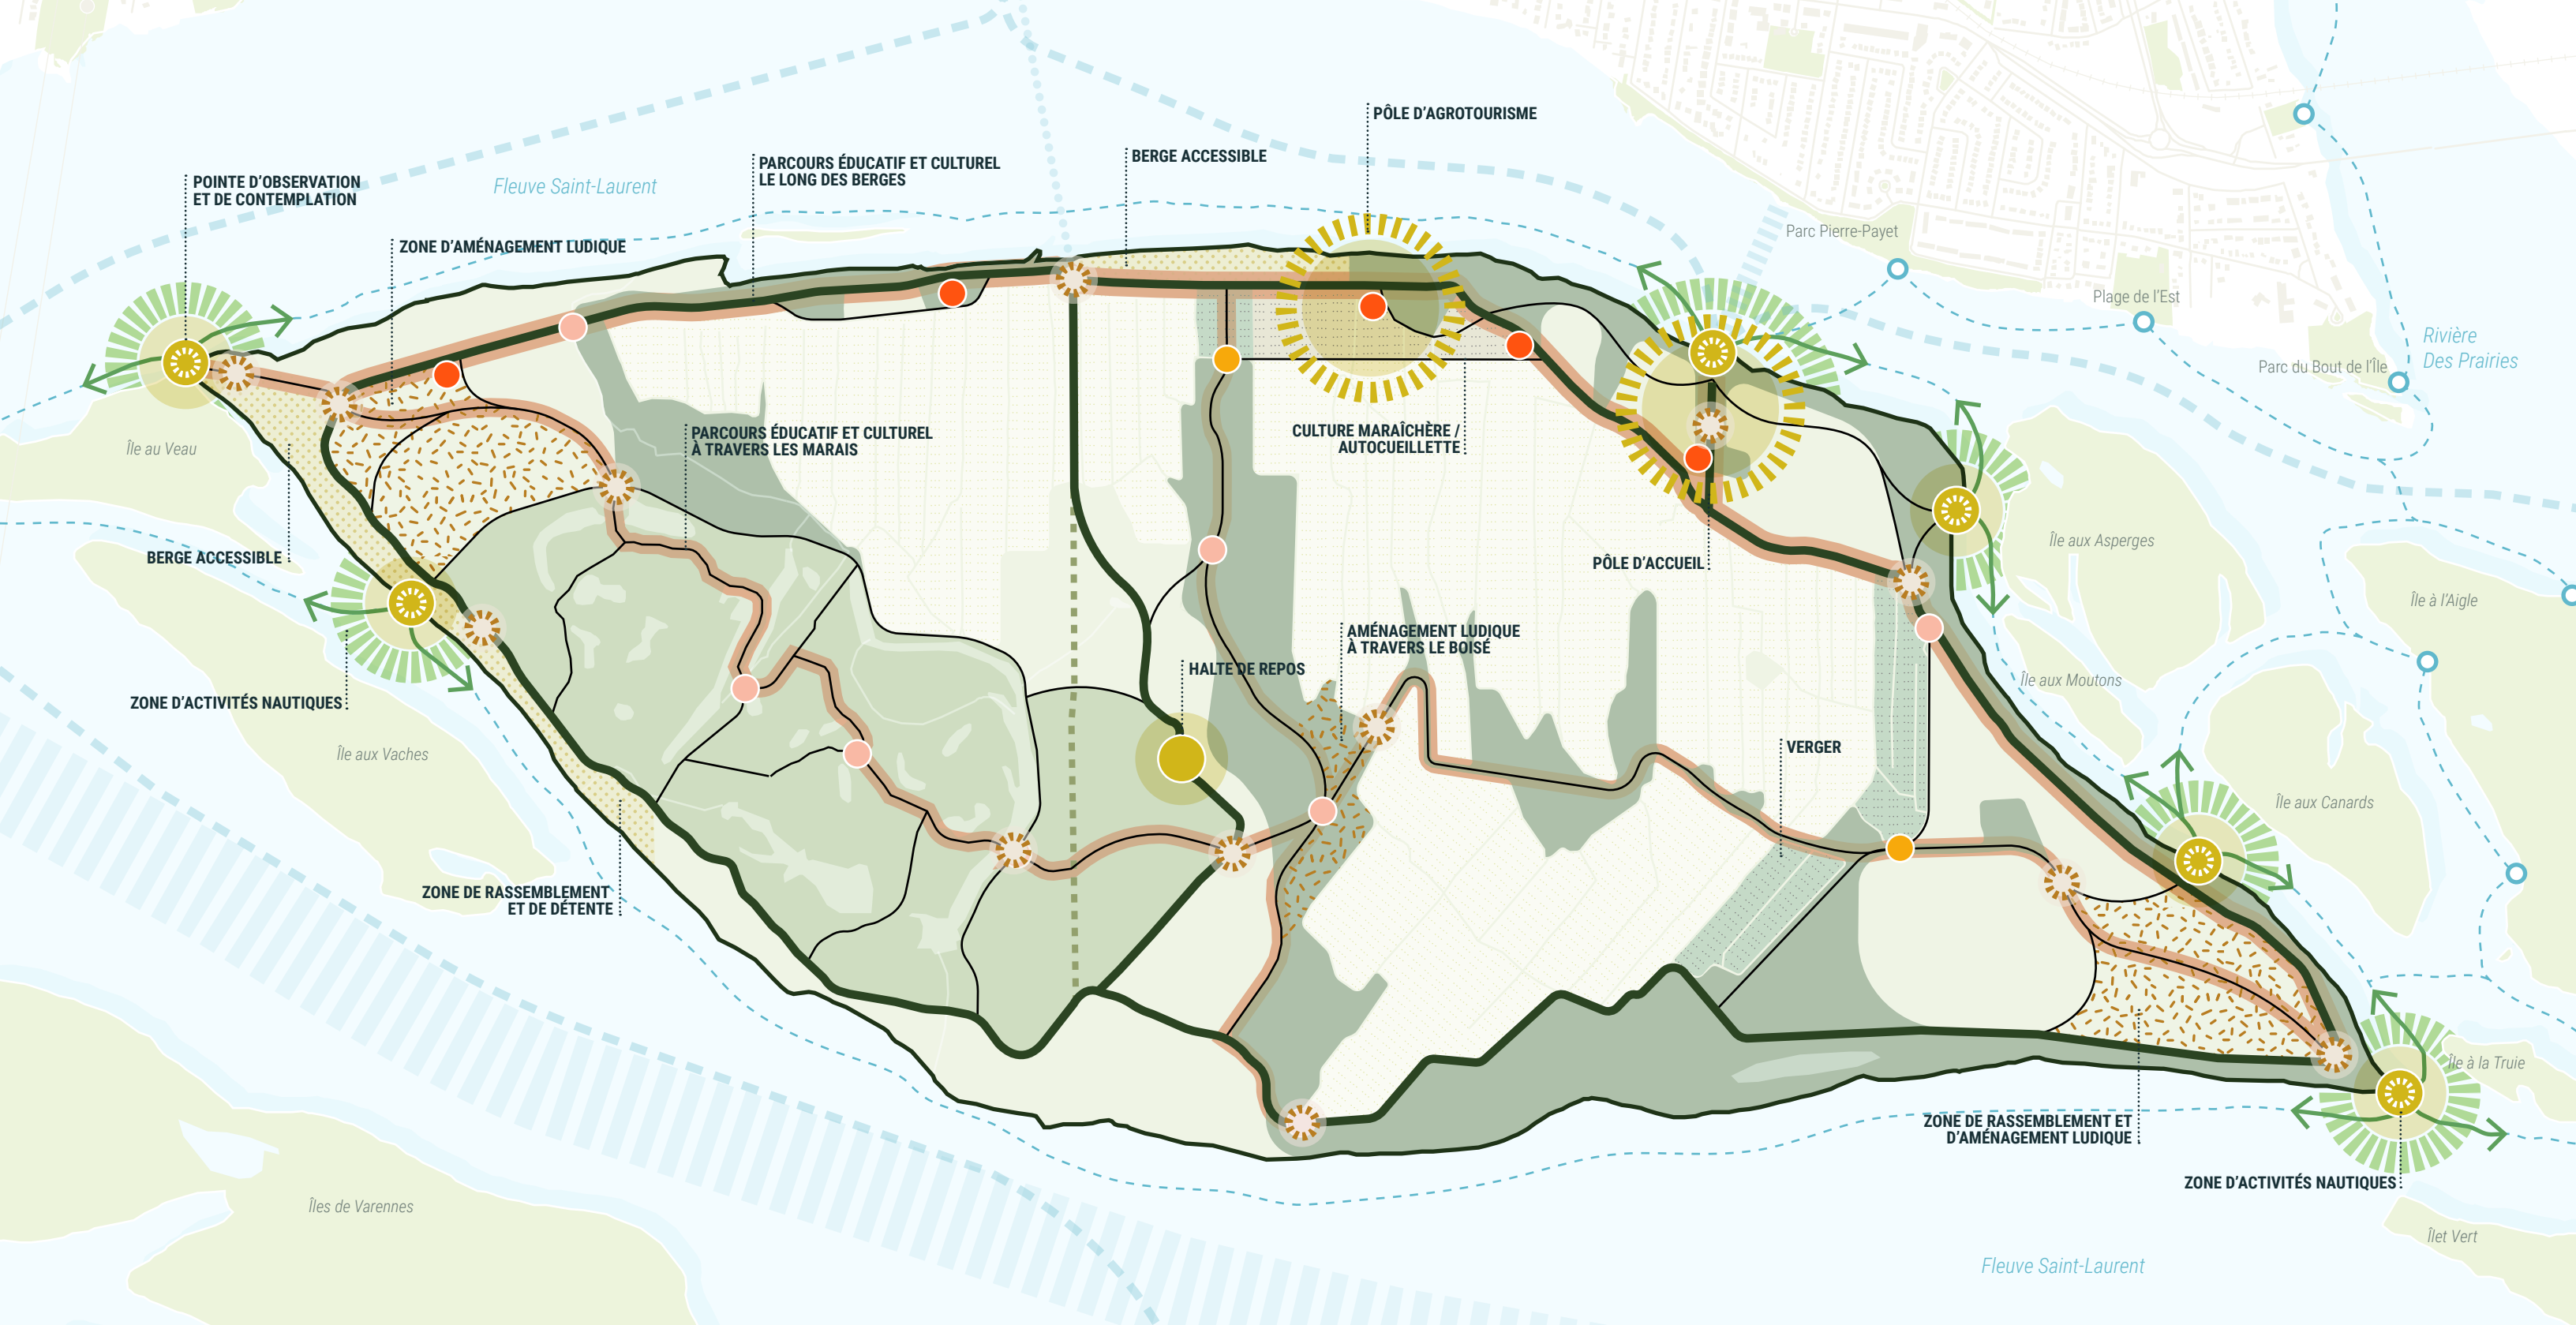 PÔLE D'AGROTOURISME
BERGE ACCESSIBLE
PARCOURS ÉDUCATIF ET CULTUREL
LE LONG DES BERGES
POINTE D'OBSERVATION
ET DE CONTEMPLATION
Fleuve Saint-Laurent
ZONE D'AMÉNAGEMENT LUDIQUE
Parc Pierre-Payet
Plage de l'Est
Rivière
Des Prairies
Parc du Bout de l'Île
Île au Veau
PARCOURS ÉDUCATIF ET CULTUREL
À TRAVERS LES MARAIS
CULTURE MARAÎCHÈRE /
AUTOCUEILLETTE
BERGE ACCESSIBLE
PÔLE D'ACCUEIL
Île aux Asperges
Île à l'Aigle
AMÉNAGEMENT LUDIQUE
À TRAVERS LE BOISÉ
HALTE DE REPOS
Île aux Moutons
ZONE D'ACTIVITÉS NAUTIQUES
Île aux Vaches
VERGER
Île aux Canards
ZONE DE RASSEMBLEMENT
ET DE DÉTENTE
Île à la Truie
ZONE DE RASSEMBLEMENT ET
D'AMÉNAGEMENT LUDIQUE
ZONE D'ACTIVITÉS NAUTIQUES
Îles de Varennes
Îlet Vert
Fleuve Saint-Laurent